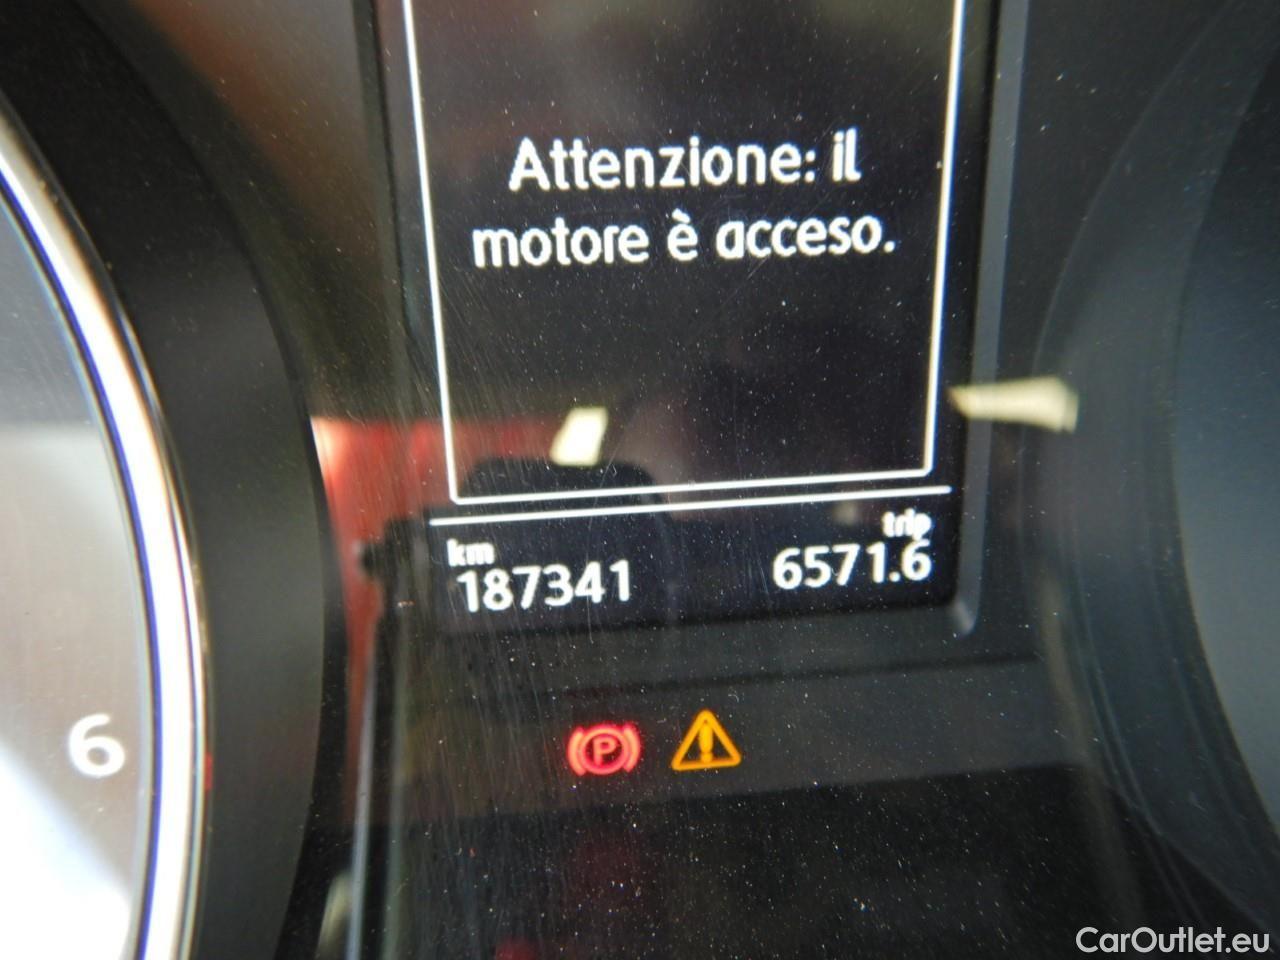 Attenzione: il
motore è acceso.
km
trip
187341
6571.6
P
!
6
CarOutlet.eu